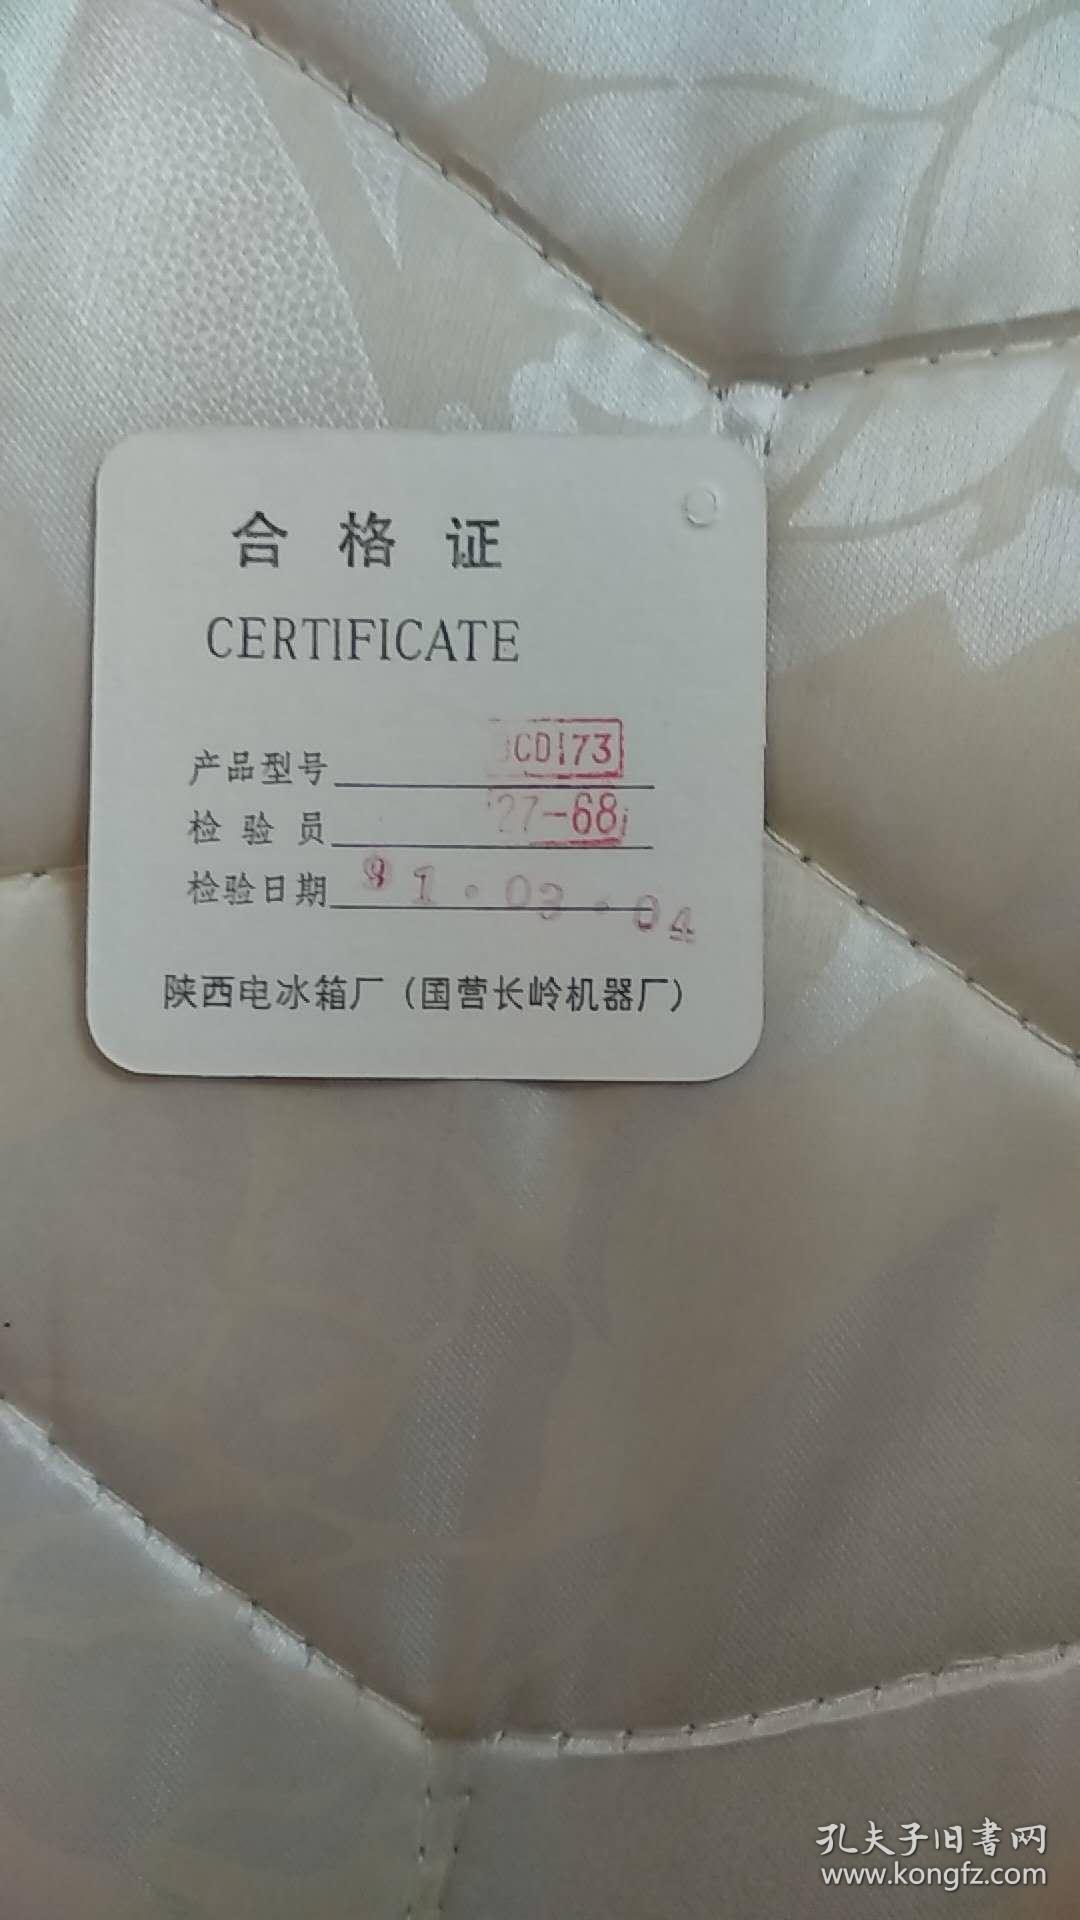 合格证
CERTIFICATE
产品型号 CD173
检验员 27-68
检验日期 91.03.04
陕西电冰箱厂(国营长岭机器厂)
孔夫子旧書网
www.kongfz.com